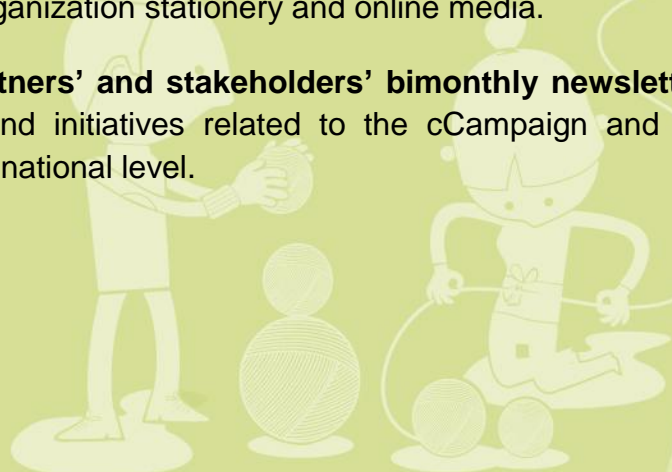 ganization stationery and online media.
tners’ and stakeholders’ bimonthly newslett
nd initiatives related to the cCampaign and
national level.